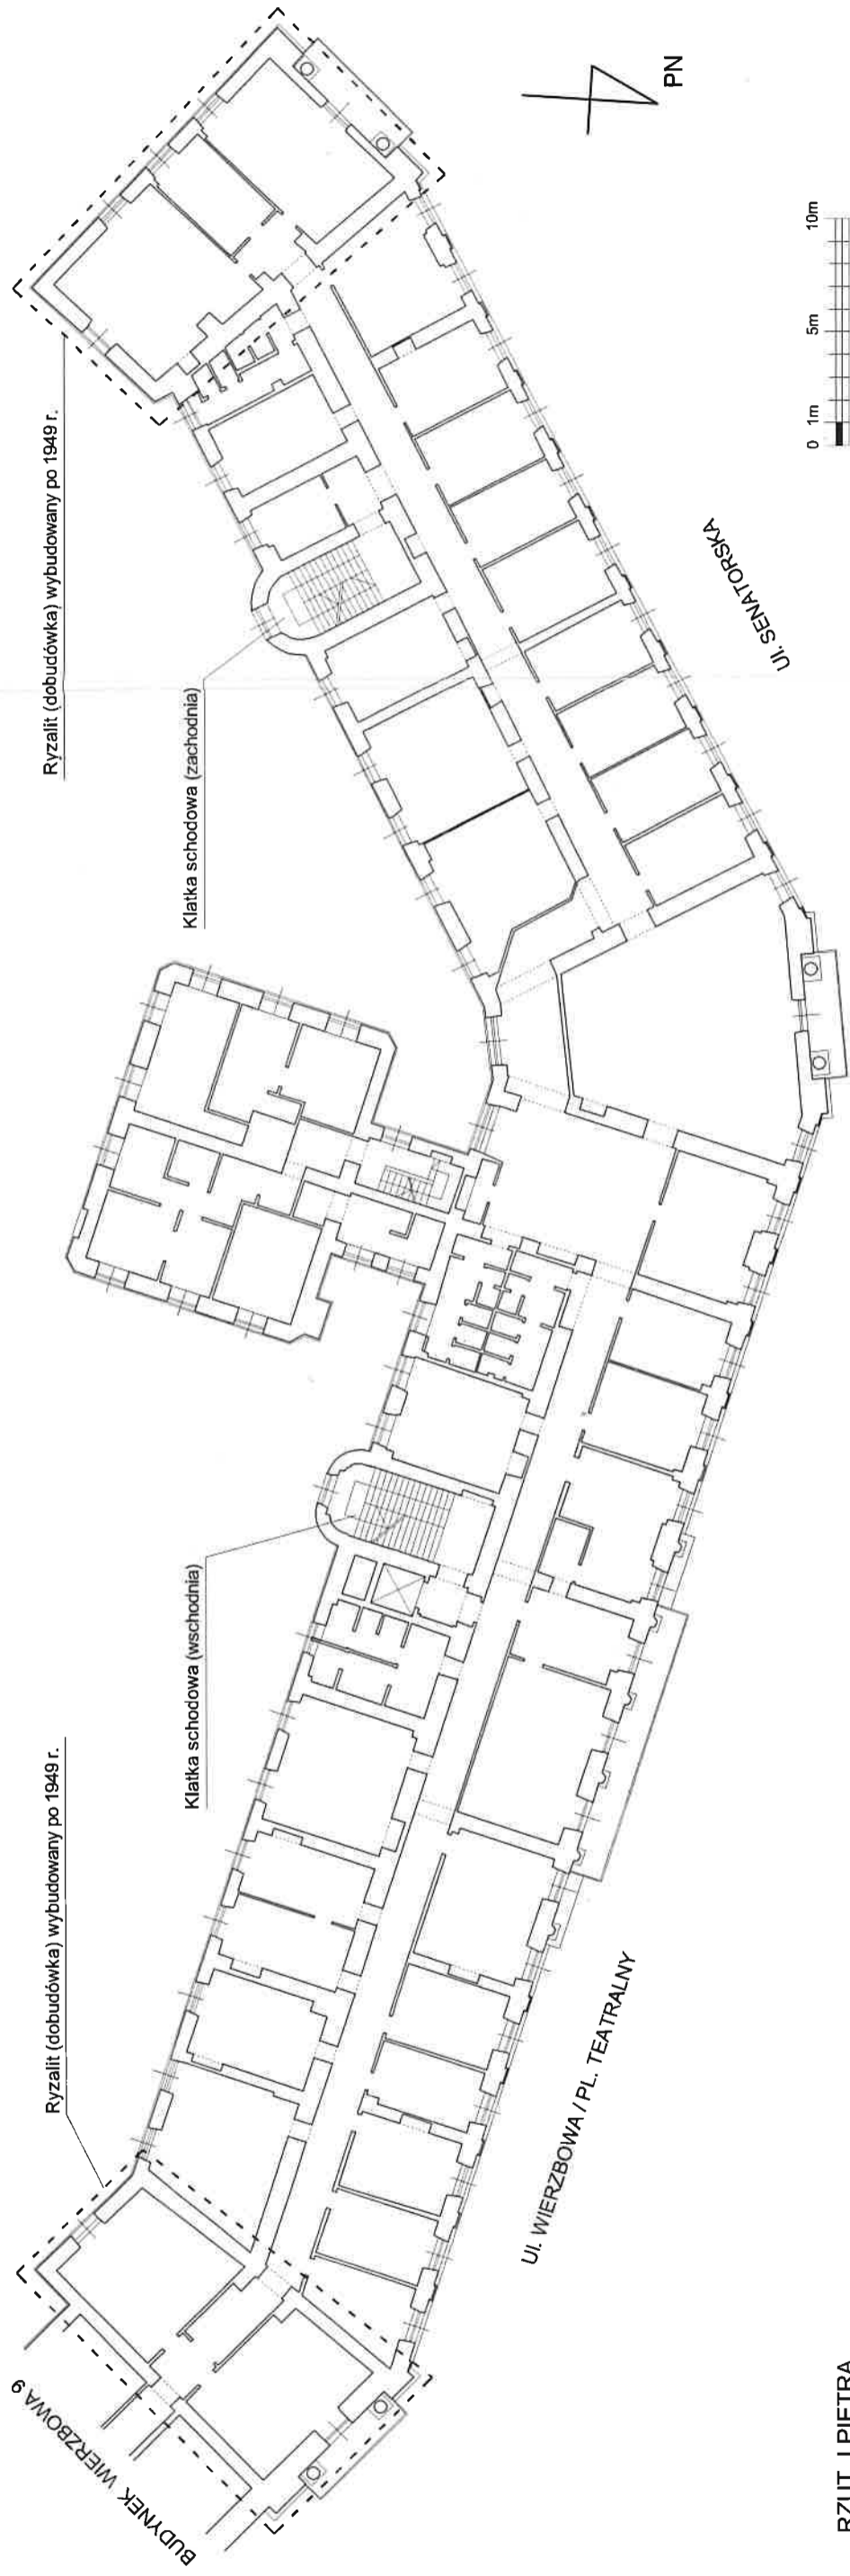 Ryzalit (dobudówka) wybudowany po 1949 r.
Klatka schodowa (wschodnia)
BUDYNEK WIERZBOWA 9
Ryzalit (dobudówka) wybudowany po 1949 r.
Klatka schodowa (zachodnia)
PN
Ul. WIERZBOWA / PL. TEATRALNY
Ul. SENATORSKA
0 1m 5m 10m
RZUT I PIĘTRA